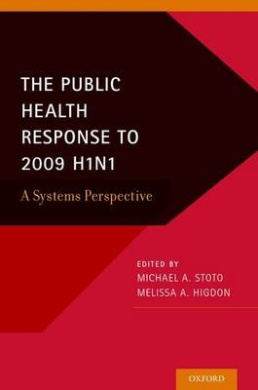 THE PUBLIC
HEALTH
RESPONSE TO
2009 H1N1
A Systems Perspective
EDITED BY
MICHAEL A. STOTO
MELISSA A. HIGDON
OXFORD